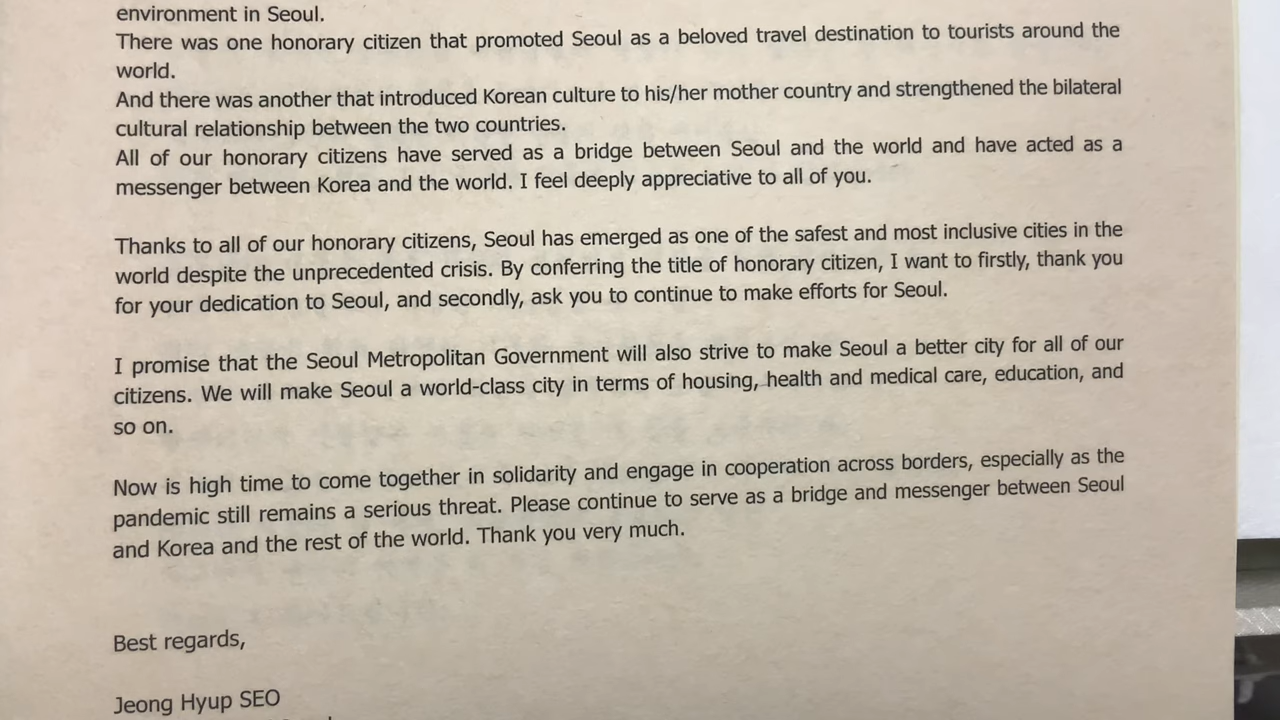 environment in Seoul.
There was one honorary citizen that promoted Seoul as a beloved travel destination to tourists around the
world.
And there was another that introduced Korean culture to his/her mother country and strengthened the bilateral
cultural relationship between the two countries.
All of our honorary citizens have served as a bridge between Seoul and the world and have acted as a
messenger between Korea and the world. I feel deeply appreciative to all of you.
Thanks to all of our honorary citizens, Seoul has emerged as one of the safest and most inclusive cities in the
world despite the unprecedented crisis. By conferring the title of honorary citizen, I want to firstly, thank you
for your dedication to Seoul, and secondly, ask you to continue to make efforts for Seoul.
I promise that the Seoul Metropolitan Government will also strive to make Seoul a better city for all of our
citizens. We will make Seoul a world-class city in terms of housing, health and medical care, education, and
so on.
Now is high time to come together in solidarity and engage in cooperation across borders, especially as the
pandemic still remains a serious threat. Please continue to serve as a bridge and messenger between Seoul
and Korea and the rest of the world. Thank you very much.
Best regards,
Jeong Hyup SEO